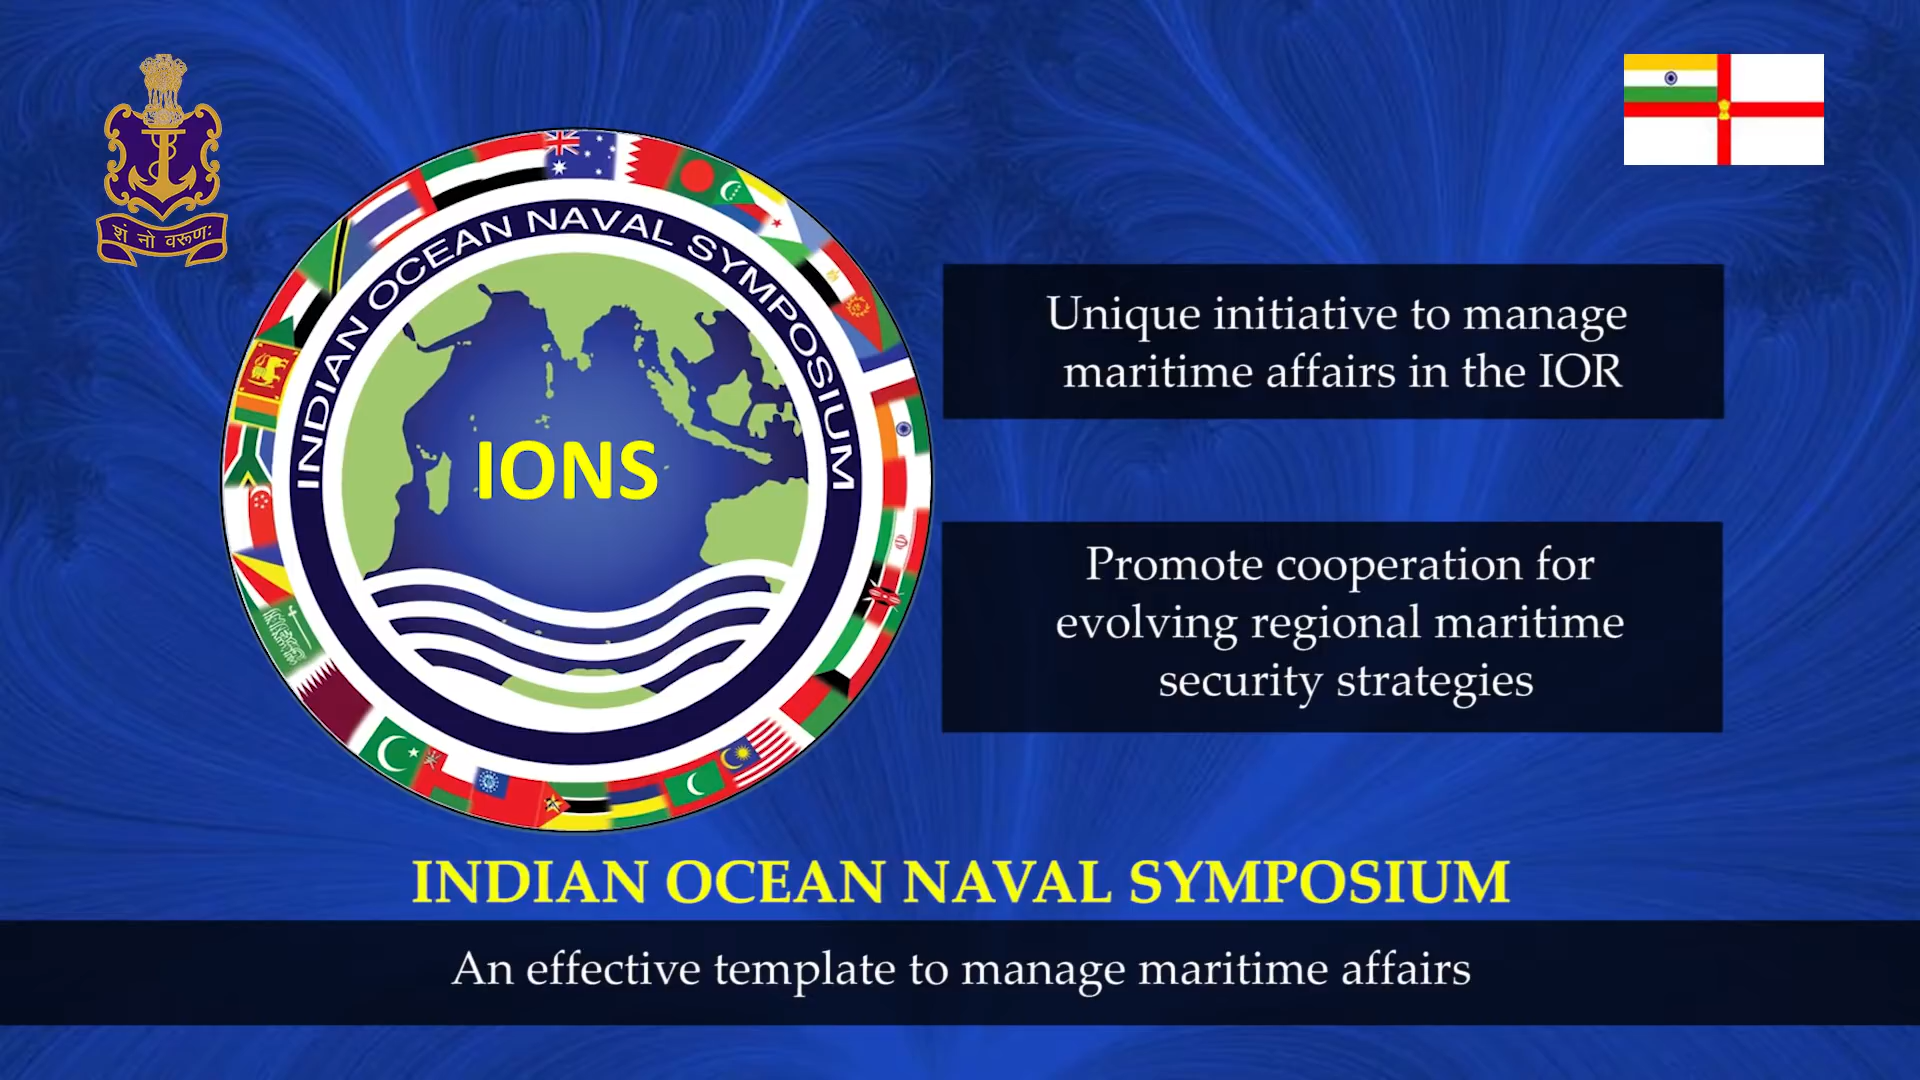 शं नो वरुणः
INDIAN OCEAN NAVAL SYMPOSIUM
IONS
Unique initiative to manage
maritime affairs in the IOR
Promote cooperation for
evolving regional maritime
security strategies
INDIAN OCEAN NAVAL SYMPOSIUM
An effective template to manage maritime affairs